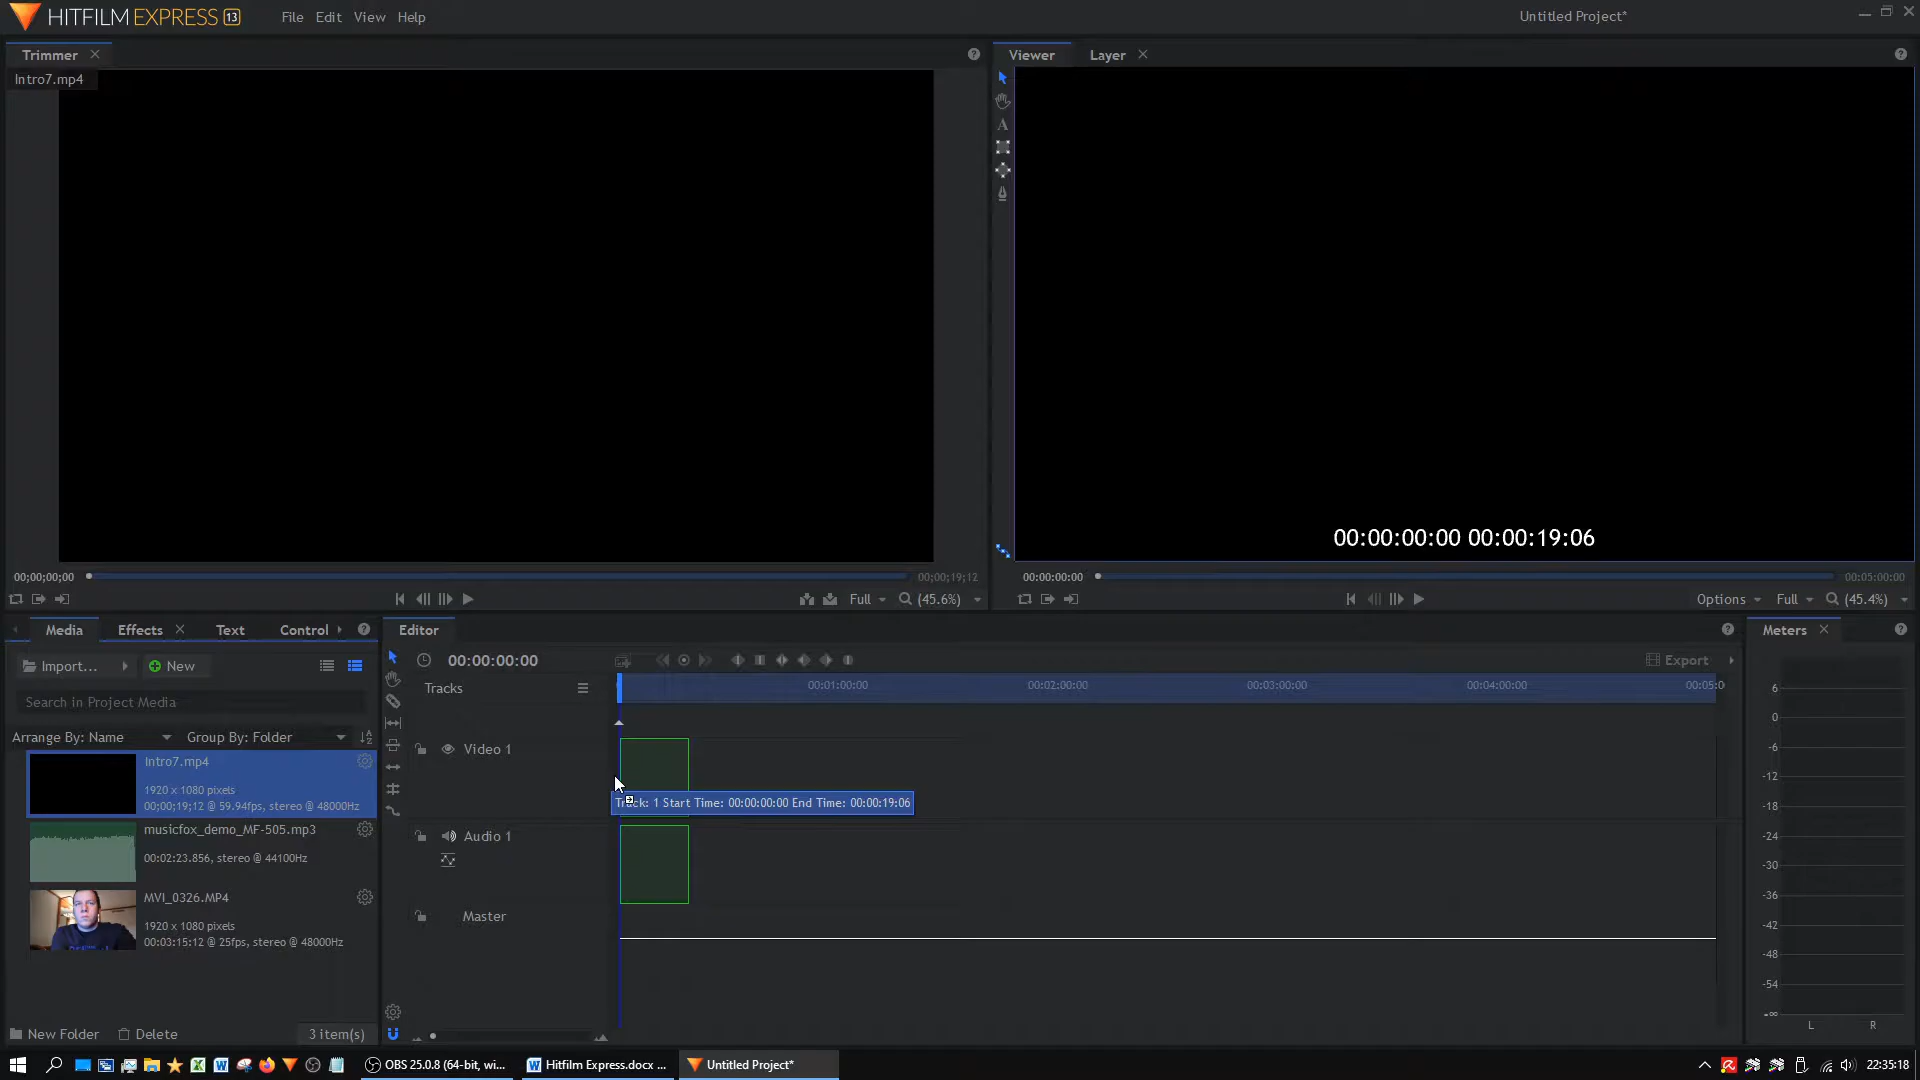 HITFILM EXPRESS 13
File Edit View Help
Untitled Project*
Trimmer
Intro7.mp4
Viewer
Layer
00:00:00:00 00:00:19:06
00;00;00;00
00;00;19;12
Full
(45.6%)
00:00:00:00
00:05:00:00
Options
Full
(45.4%)
Media
Effects
Text
Control
Import...
New
Search in Project Media
Arrange By: Name
Group By: Folder
Intro7.mp4
1920 x 1080 pixels
00;00;19;12 @ 59.94fps, stereo @ 48000Hz
musicfox_demo_MF-505.mp3
00:02:23.856, stereo @ 44100Hz
MVI_0326.MP4
1920 x 1080 pixels
00:03:15:12 @ 25fps, stereo @ 48000Hz
New Folder
Delete
3 item(s)
Editor
00:00:00:00
Export
Tracks
00:01:00:00
00:02:00:00
00:03:00:00
00:04:00:00
00:05:0
Video 1
Track: 1 Start Time: 00:00:00:00 End Time: 00:00:19:06
Audio 1
Master
Meters
6
0
-6
-12
-18
-24
-30
-36
-42
-48
-54
-∞
L
R
OBS 25.0.8 (64-bit, wi...
Hitfilm Express.docx ...
Untitled Project*
22:35:18